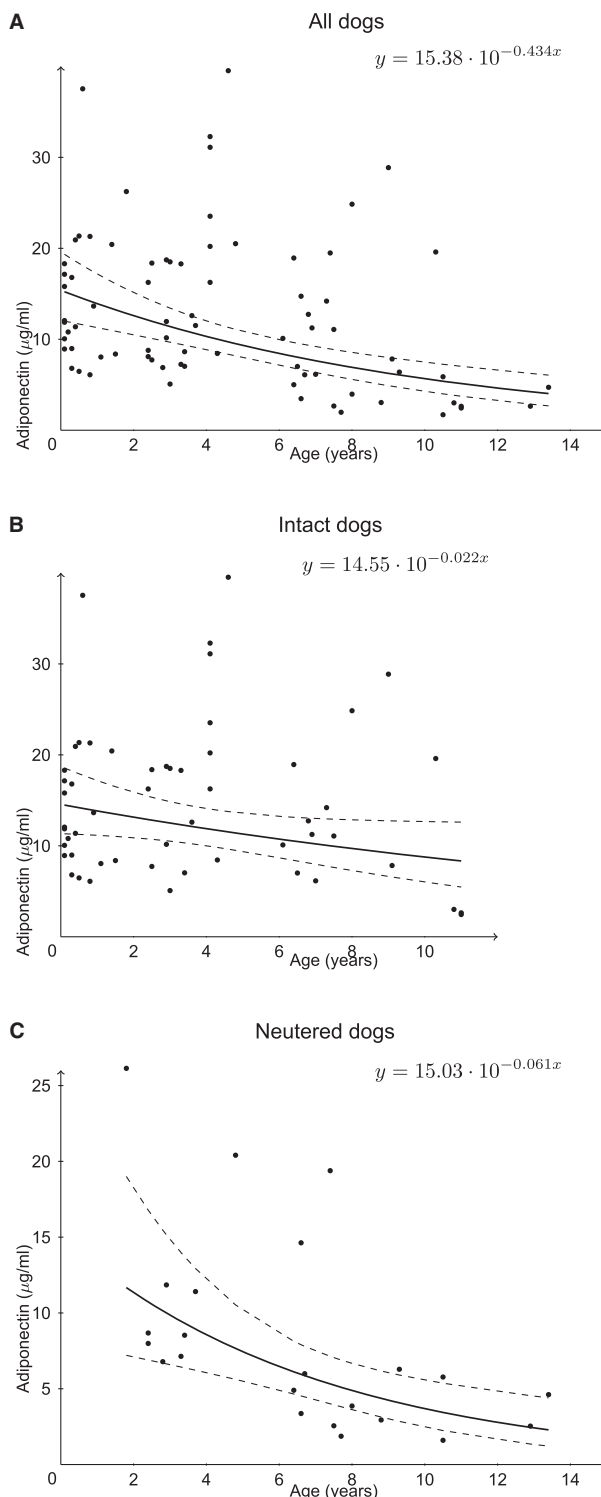 A
All dogs
y = 15.38 · 10^−0.434x
Adiponectin (μg/ml)
30
20
10
0
2
4
6
8
10
12
14
Age (years)
B
Intact dogs
y = 14.55 · 10^−0.022x
Adiponectin (μg/ml)
30
20
10
0
2
4
6
8
10
Age (years)
C
Neutered dogs
y = 15.03 · 10^−0.061x
Adiponectin (μg/ml)
25
20
15
10
5
0
2
4
6
8
10
12
14
Age (years)